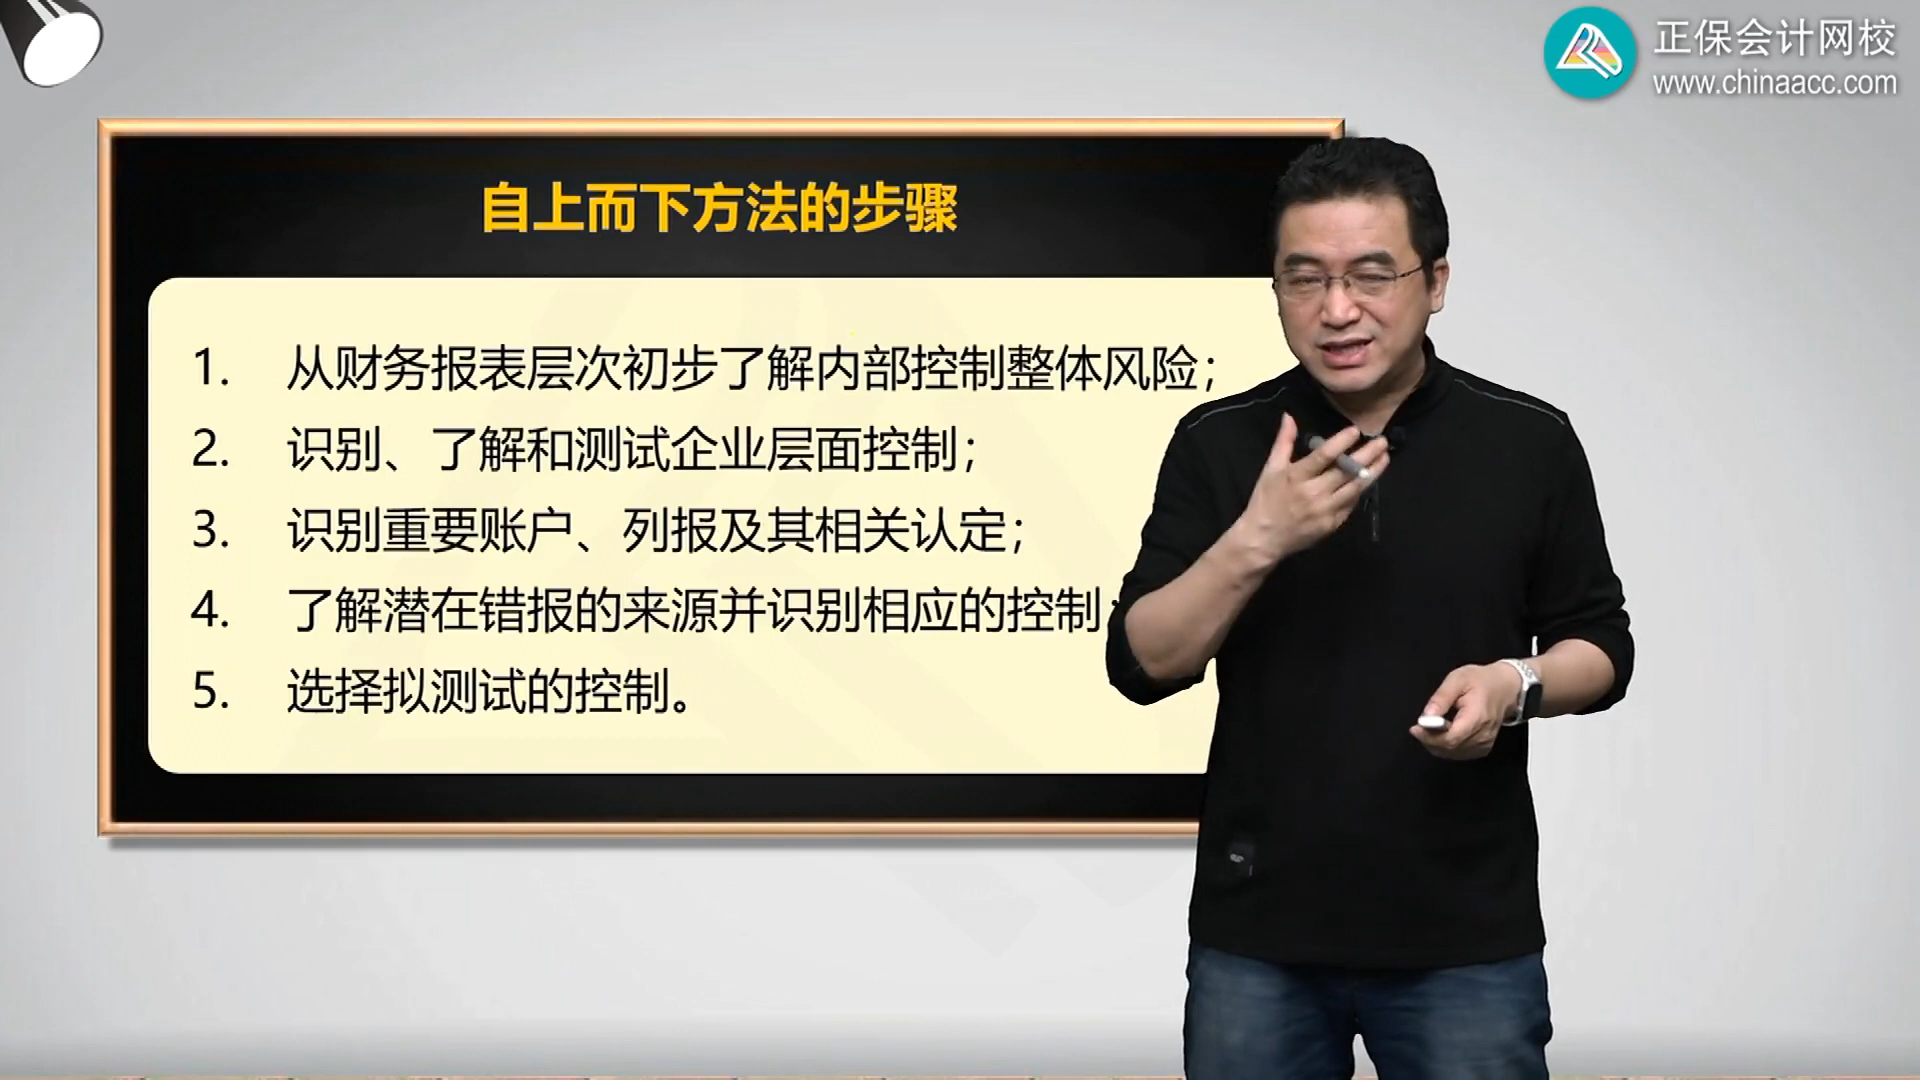 正保会计网校
www.chinaacc.com
自上而下方法的步骤
1. 从财务报表层次初步了解内部控制整体风险；
2. 识别、了解和测试企业层面控制；
3. 识别重要账户、列报及其相关认定；
4. 了解潜在错报的来源并识别相应的控制；
5. 选择拟测试的控制。